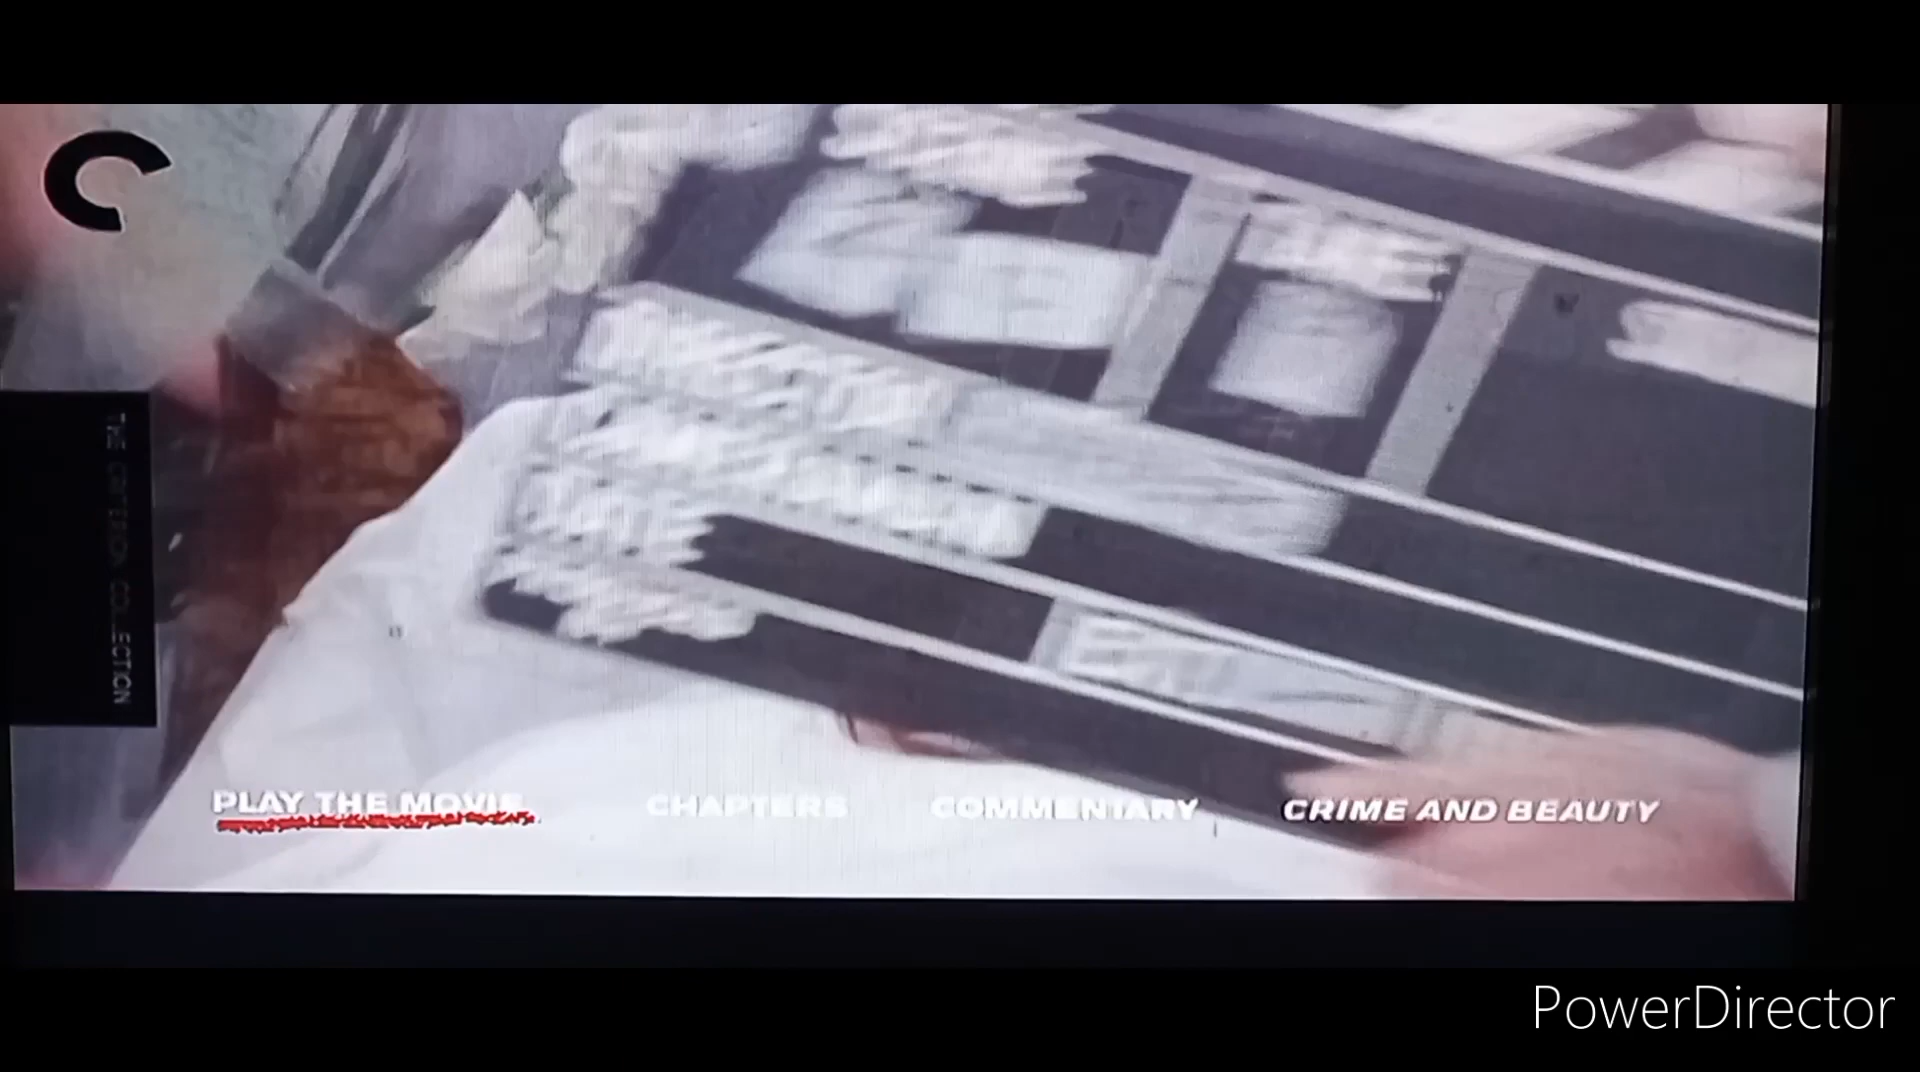 THE CRITERION COLLECTION
PLAY THE MOVIE
CHAPTERS
COMMENTARY
CRIME AND BEAUTY
PowerDirector